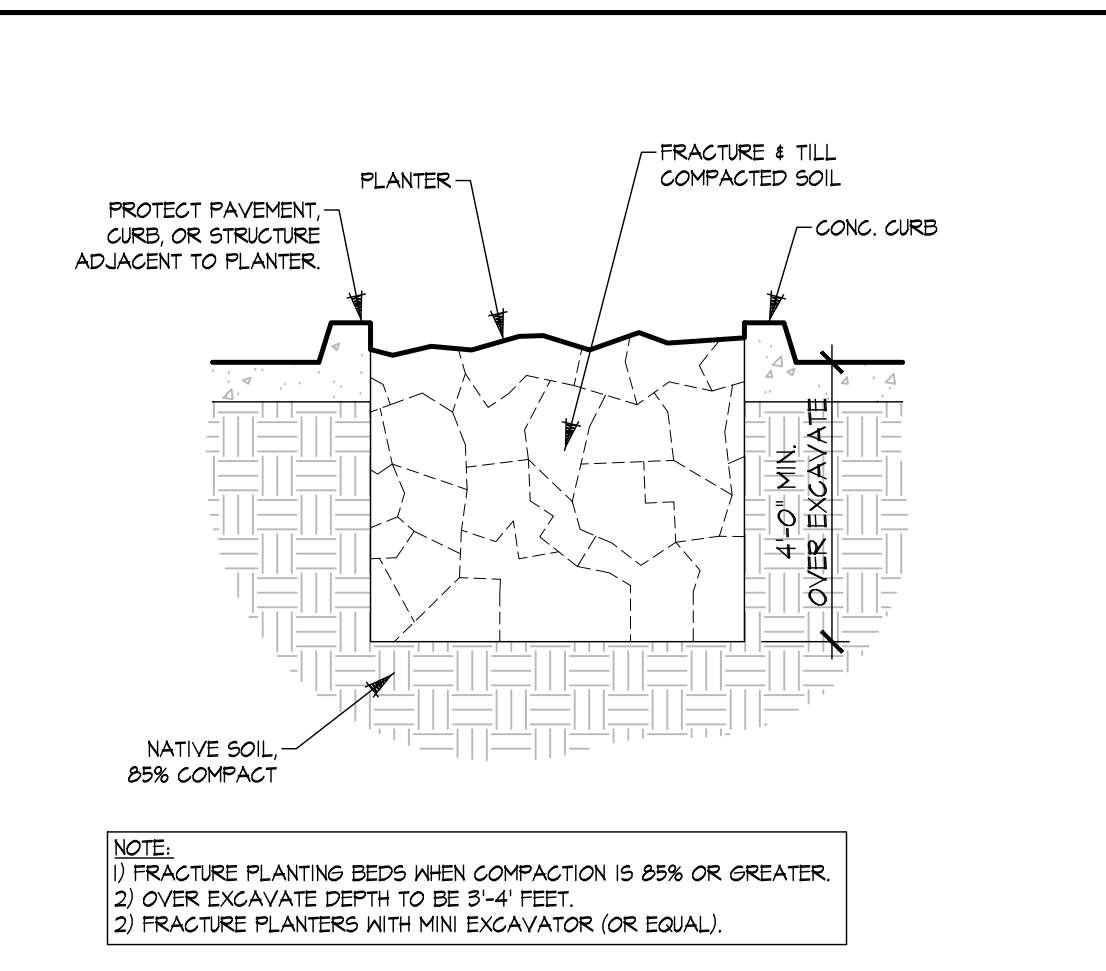 FRACTURE & TILL
COMPACTED SOIL
PLANTER
PROTECT PAVEMENT,
CURB, OR STRUCTURE
ADJACENT TO PLANTER.
CONC. CURB
4'-0" MIN.
OVER EXCAVATE
NATIVE SOIL,
85% COMPACT
NOTE:
1) FRACTURE PLANTING BEDS WHEN COMPACTION IS 85% OR GREATER.
2) OVER EXCAVATE DEPTH TO BE 3'-4' FEET.
2) FRACTURE PLANTERS WITH MINI EXCAVATOR (OR EQUAL).